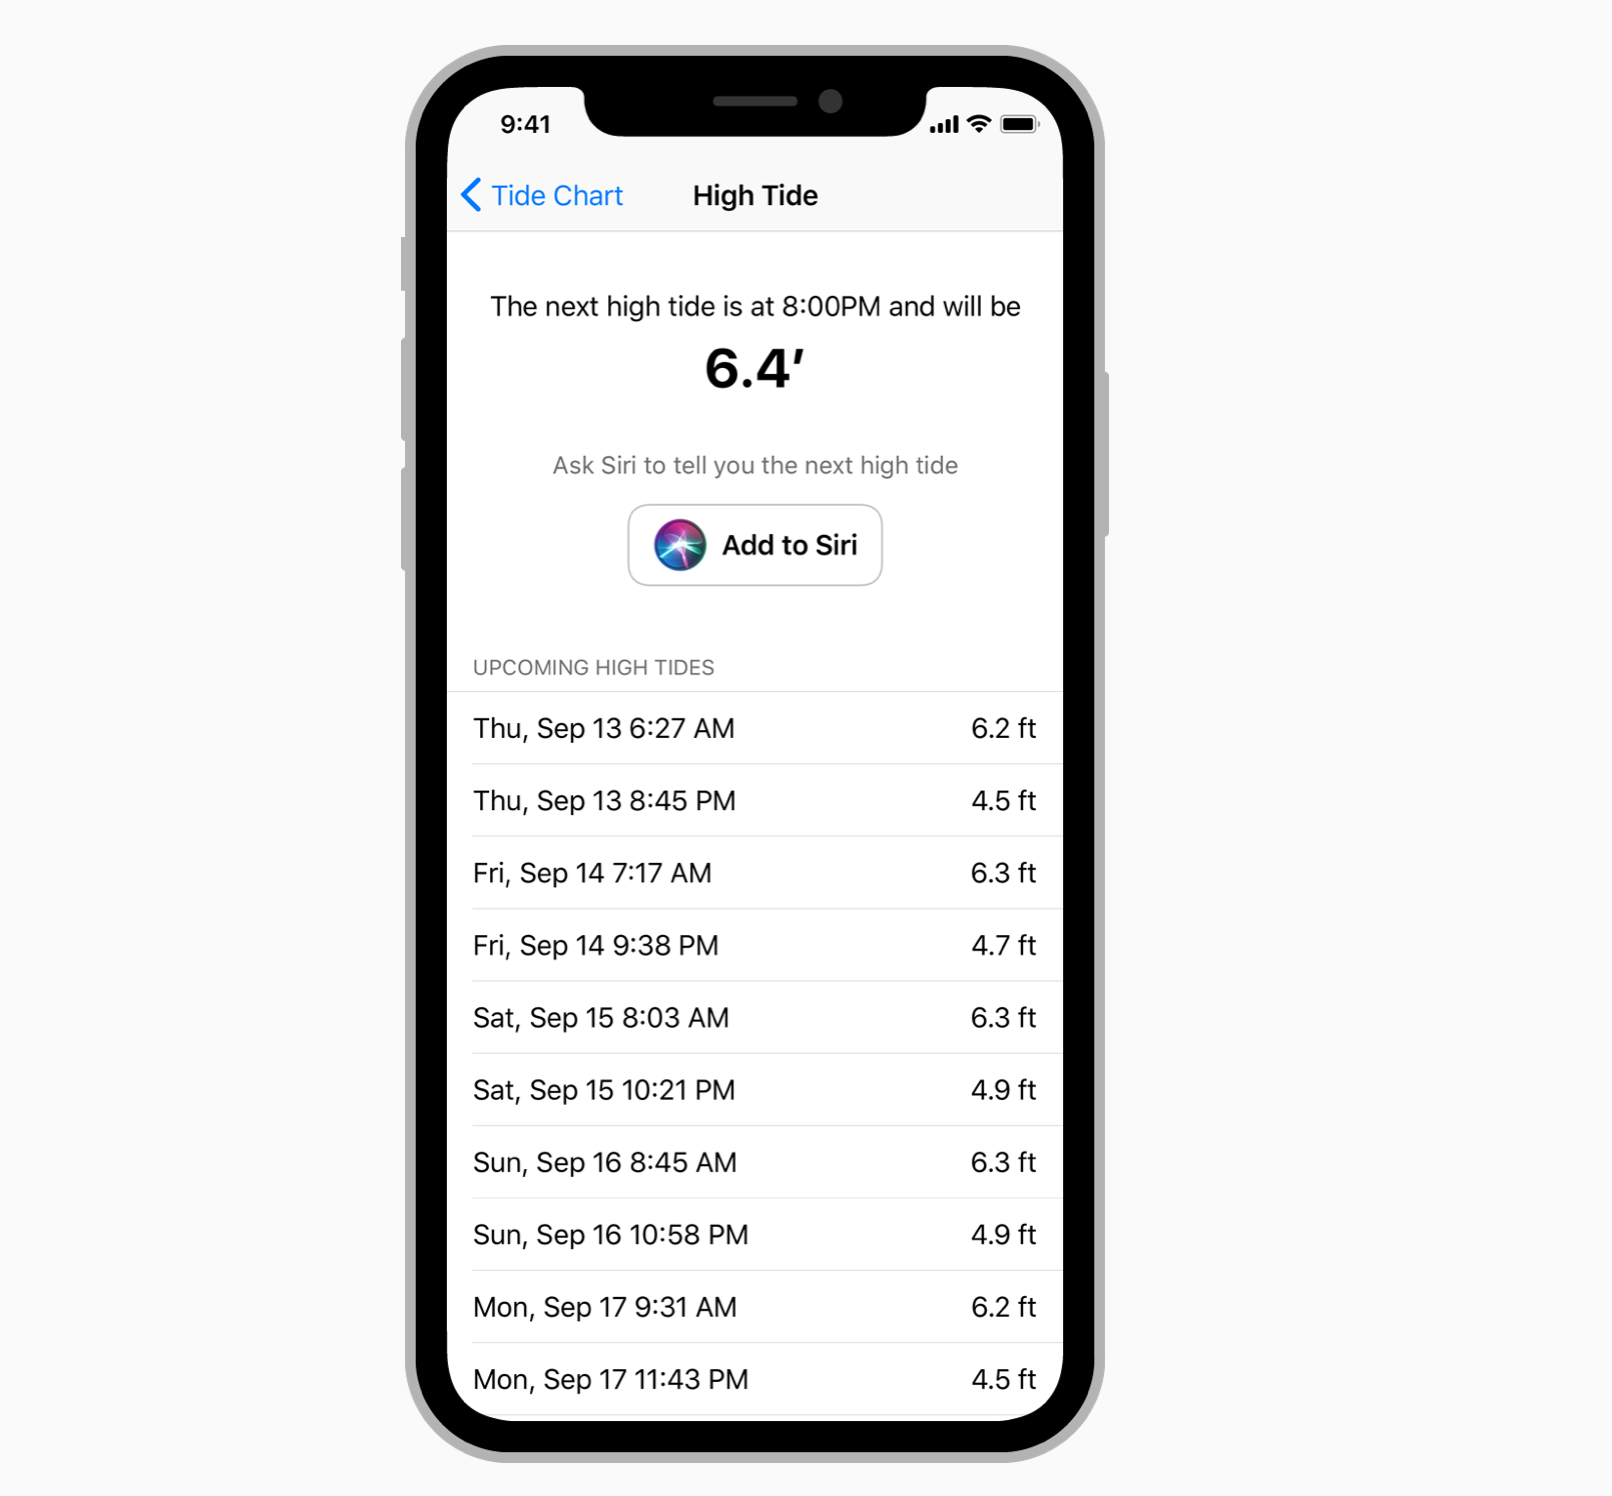 9:41
Tide Chart
High Tide
The next high tide is at 8:00PM and will be
6.4′
Ask Siri to tell you the next high tide
Add to Siri
UPCOMING HIGH TIDES
Thu, Sep 13 6:27 AM 6.2 ft
Thu, Sep 13 8:45 PM 4.5 ft
Fri, Sep 14 7:17 AM 6.3 ft
Fri, Sep 14 9:38 PM 4.7 ft
Sat, Sep 15 8:03 AM 6.3 ft
Sat, Sep 15 10:21 PM 4.9 ft
Sun, Sep 16 8:45 AM 6.3 ft
Sun, Sep 16 10:58 PM 4.9 ft
Mon, Sep 17 9:31 AM 6.2 ft
Mon, Sep 17 11:43 PM 4.5 ft